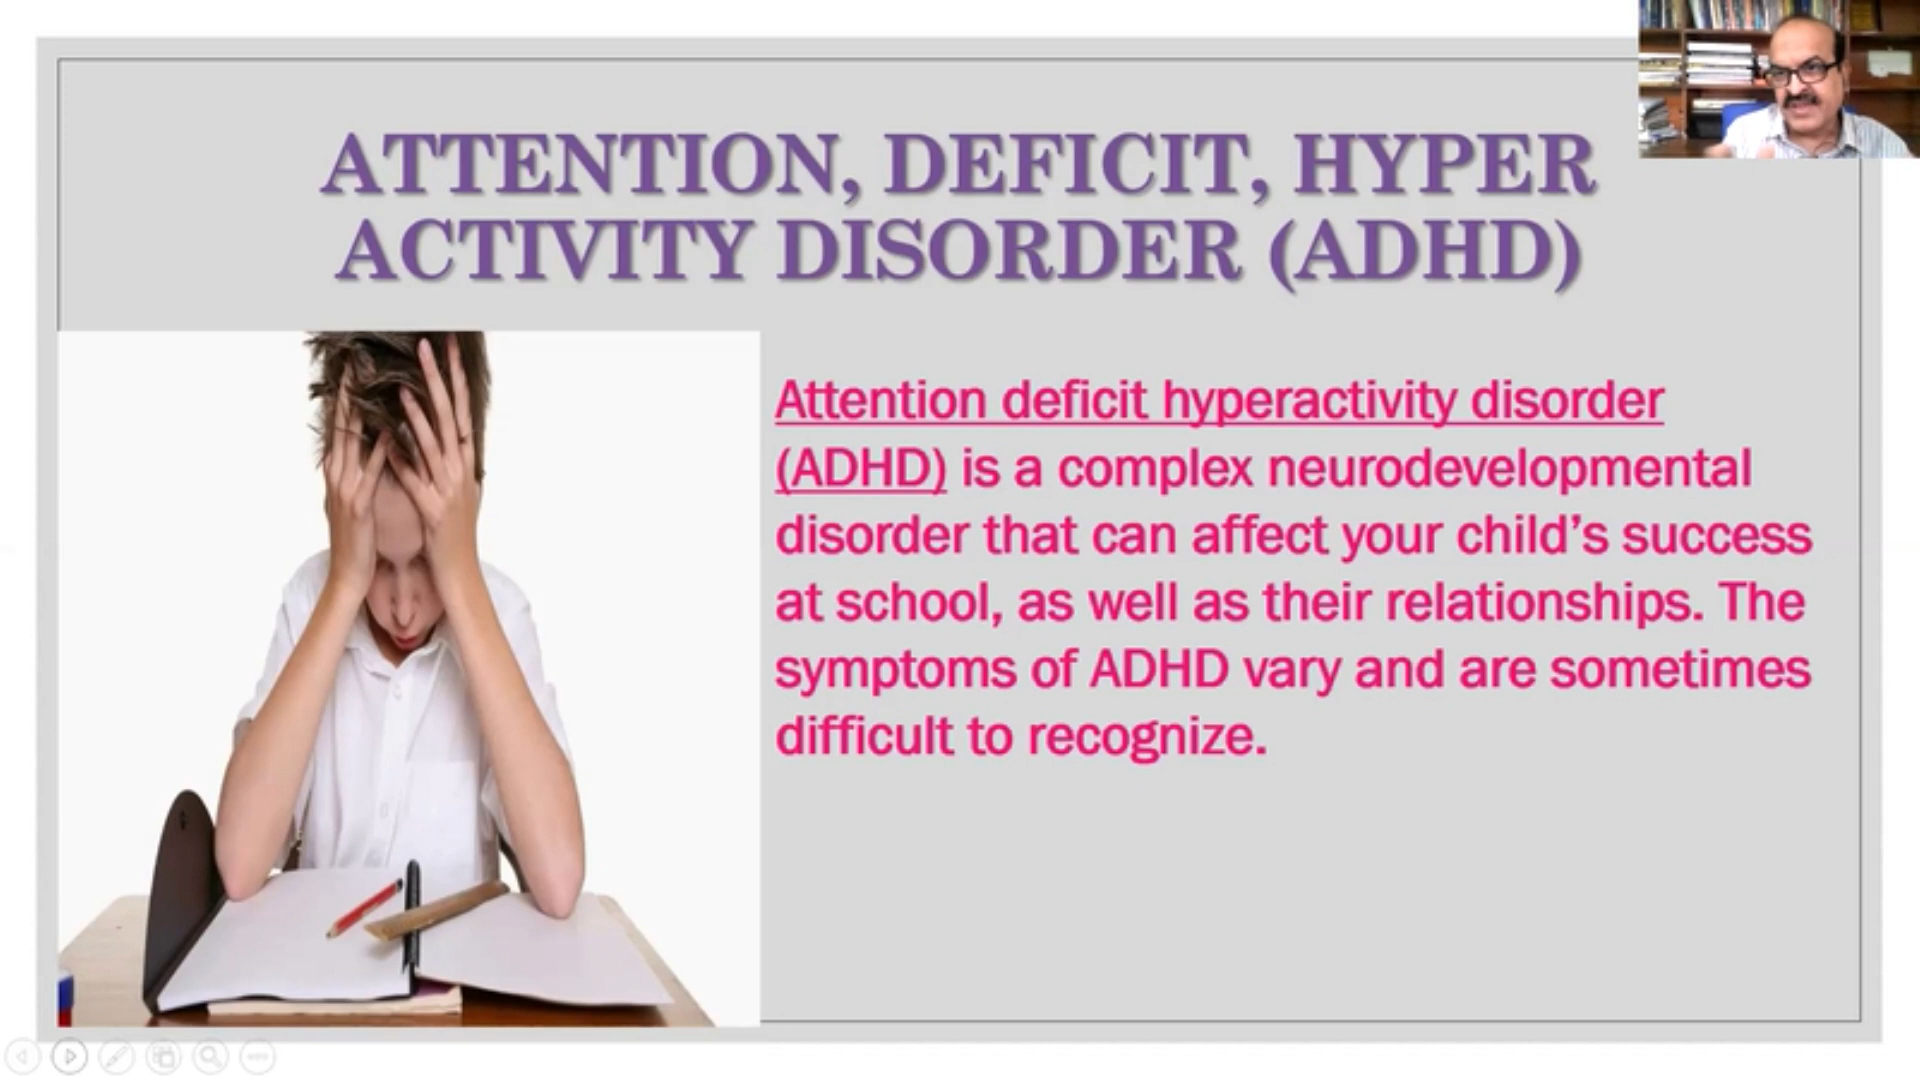 ATTENTION, DEFICIT, HYPER
ACTIVITY DISORDER (ADHD)
Attention deficit hyperactivity disorder
(ADHD) is a complex neurodevelopmental
disorder that can affect your child’s success
at school, as well as their relationships. The
symptoms of ADHD vary and are sometimes
difficult to recognize.